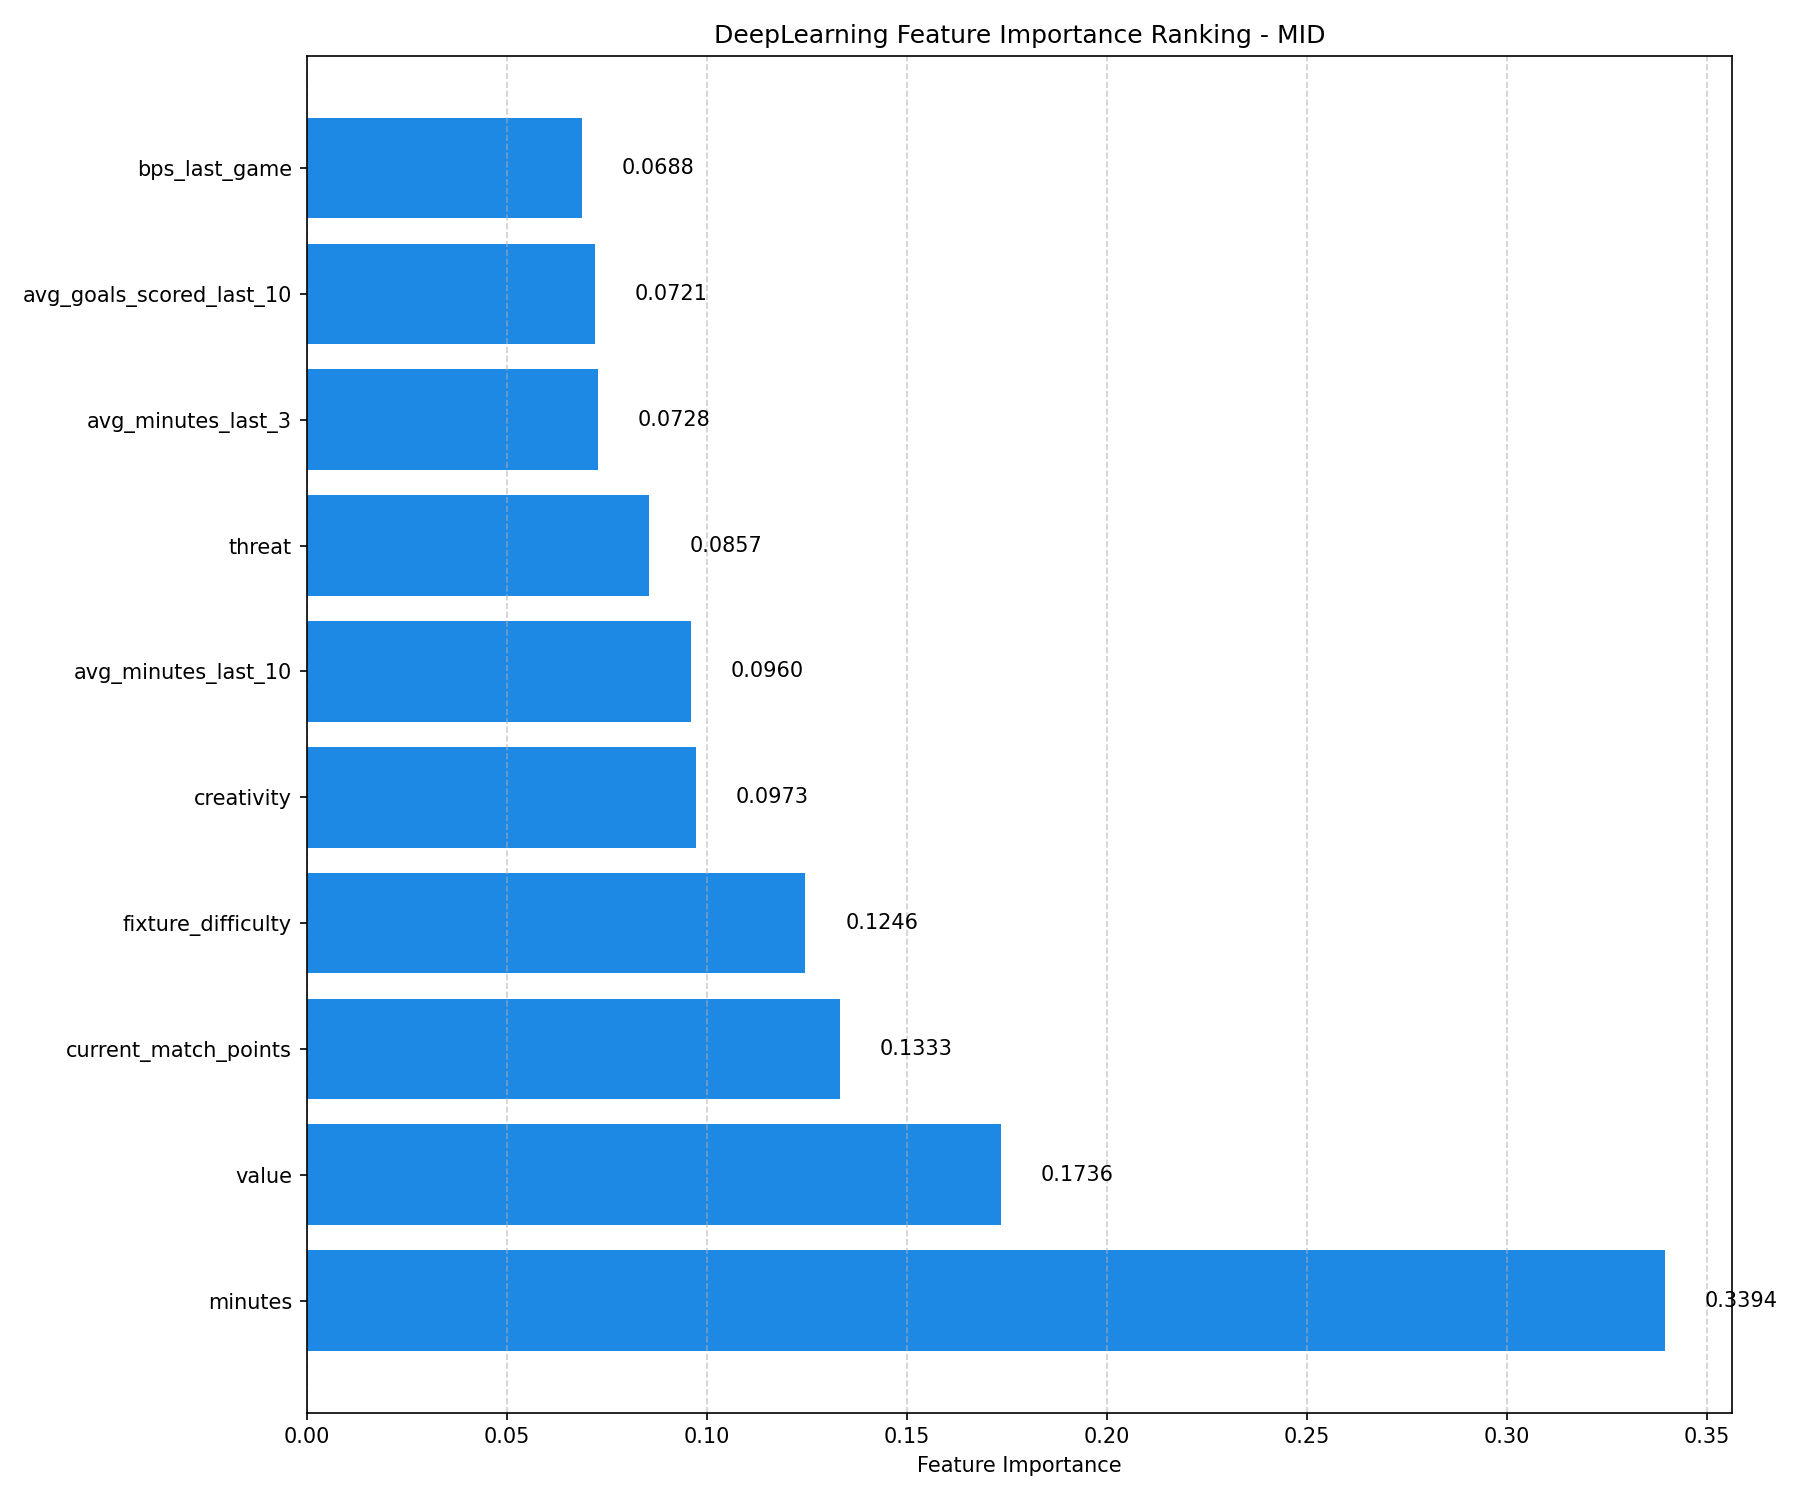 DeepLearning Feature Importance Ranking - MID
bps_last_game 0.0688
avg_goals_scored_last_10 0.0721
avg_minutes_last_3 0.0728
threat 0.0857
avg_minutes_last_10 0.0960
creativity 0.0973
fixture_difficulty 0.1246
current_match_points 0.1333
value 0.1736
minutes 0.3394
0.00 0.05 0.10 0.15 0.20 0.25 0.30 0.35
Feature Importance